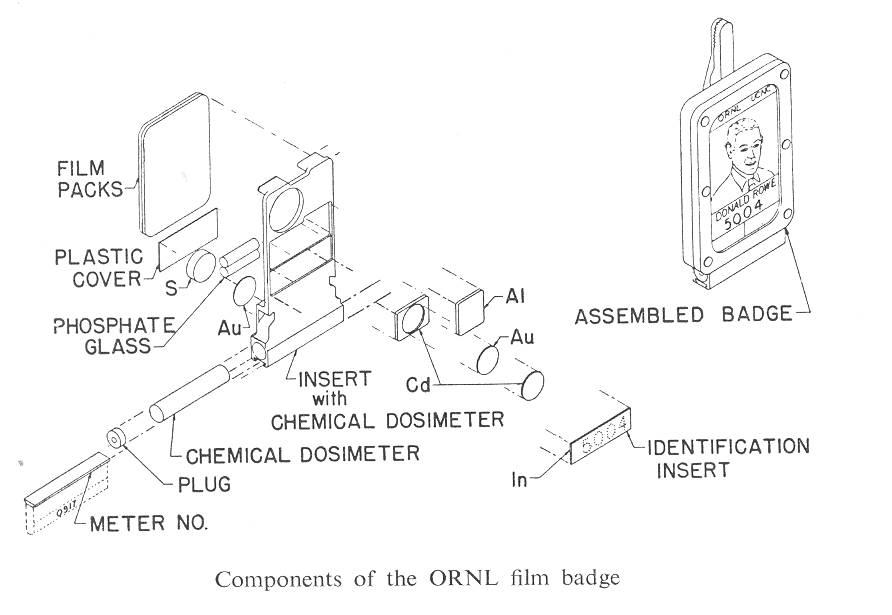 FILM
PACKS
PLASTIC
COVER
S
PHOSPHATE
GLASS
Au
INSERT
with
CHEMICAL DOSIMETER
CHEMICAL DOSIMETER
PLUG
METER NO.
Al
Au
Cd
5004
In
IDENTIFICATION
INSERT
ORNL UCNC
DONALD ROWE
5004
ASSEMBLED BADGE
Components of the ORNL film badge